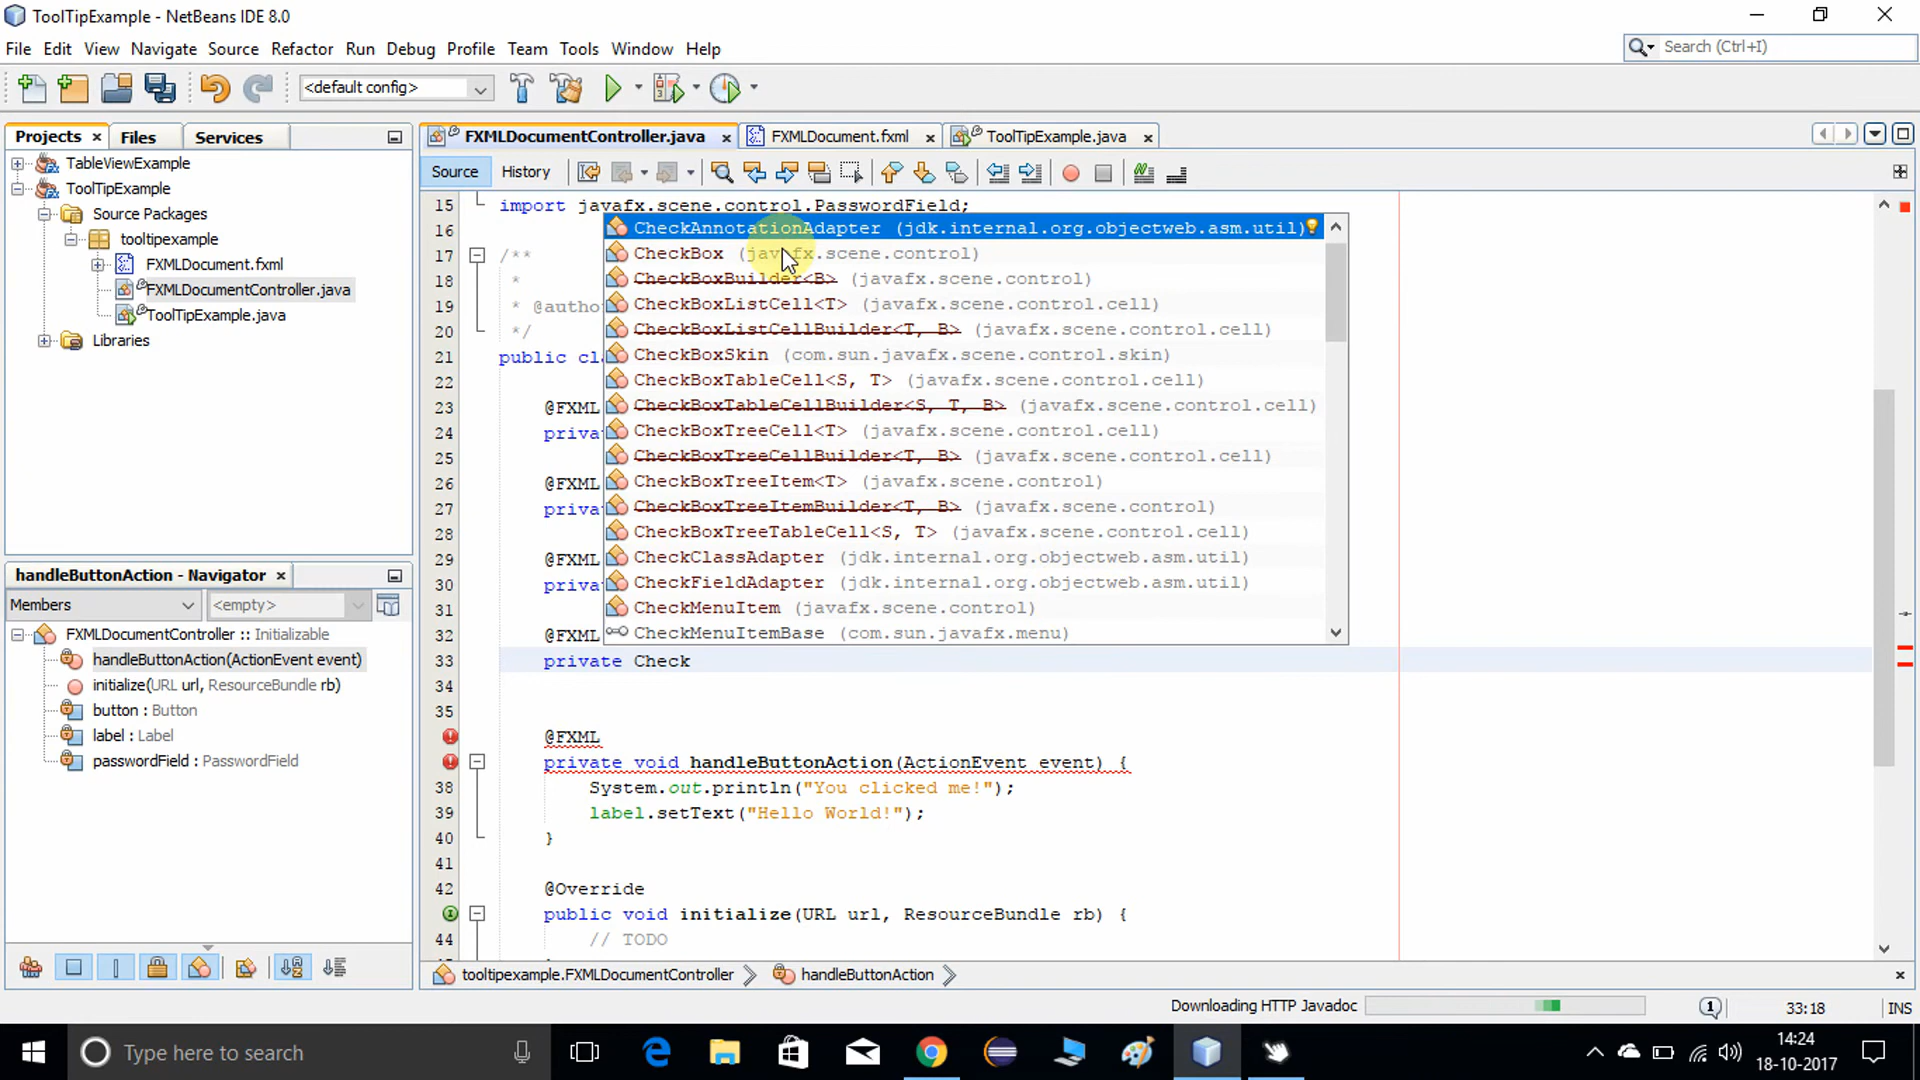 ToolTipExample - NetBeans IDE 8.0
File Edit View Navigate Source Refactor Run Debug Profile Team Tools Window Help
Search (Ctrl+I)
<default config>
Projects Files Services
TableViewExample
ToolTipExample
Source Packages
tooltipexample
FXMLDocument.fxml
FXMLDocumentController.java
ToolTipExample.java
Libraries
handleButtonAction - Navigator
Members <empty>
FXMLDocumentController :: Initializable
handleButtonAction(ActionEvent event)
initialize(URL url, ResourceBundle rb)
button : Button
label : Label
passwordField : PasswordField
FXMLDocumentController.java FXMLDocument.fxml ToolTipExample.java
Source History
15 import javafx.scene.control.PasswordField;
16
17 /**
18 *
19 * @autho
20 */
21 public cla
22
23 @FXML
24 priva
25
26 @FXML
27 priva
28
29 @FXML
30 priva
31
32 @FXML
33 private Check
34
35
@FXML
private void handleButtonAction(ActionEvent event) {
38 System.out.println("You clicked me!");
39 label.setText("Hello World!");
40 }
41
42 @Override
public void initialize(URL url, ResourceBundle rb) {
44 // TODO
CheckAnnotationAdapter (jdk.internal.org.objectweb.asm.util)
CheckBox (javafx.scene.control)
CheckBoxBuilder<B> (javafx.scene.control)
CheckBoxListCell<T> (javafx.scene.control.cell)
CheckBoxListCellBuilder<T, B> (javafx.scene.control.cell)
CheckBoxSkin (com.sun.javafx.scene.control.skin)
CheckBoxTableCell<S, T> (javafx.scene.control.cell)
CheckBoxTableCellBuilder<S, T, B> (javafx.scene.control.cell)
CheckBoxTreeCell<T> (javafx.scene.control.cell)
CheckBoxTreeCellBuilder<T, B> (javafx.scene.control.cell)
CheckBoxTreeItem<T> (javafx.scene.control)
CheckBoxTreeItemBuilder<T, B> (javafx.scene.control)
CheckBoxTreeTableCell<S, T> (javafx.scene.control.cell)
CheckClassAdapter (jdk.internal.org.objectweb.asm.util)
CheckFieldAdapter (jdk.internal.org.objectweb.asm.util)
CheckMenuItem (javafx.scene.control)
CheckMenuItemBase (com.sun.javafx.menu)
tooltipexample.FXMLDocumentController handleButtonAction
Downloading HTTP Javadoc 1 33:18 INS
Type here to search
14:24
18-10-2017